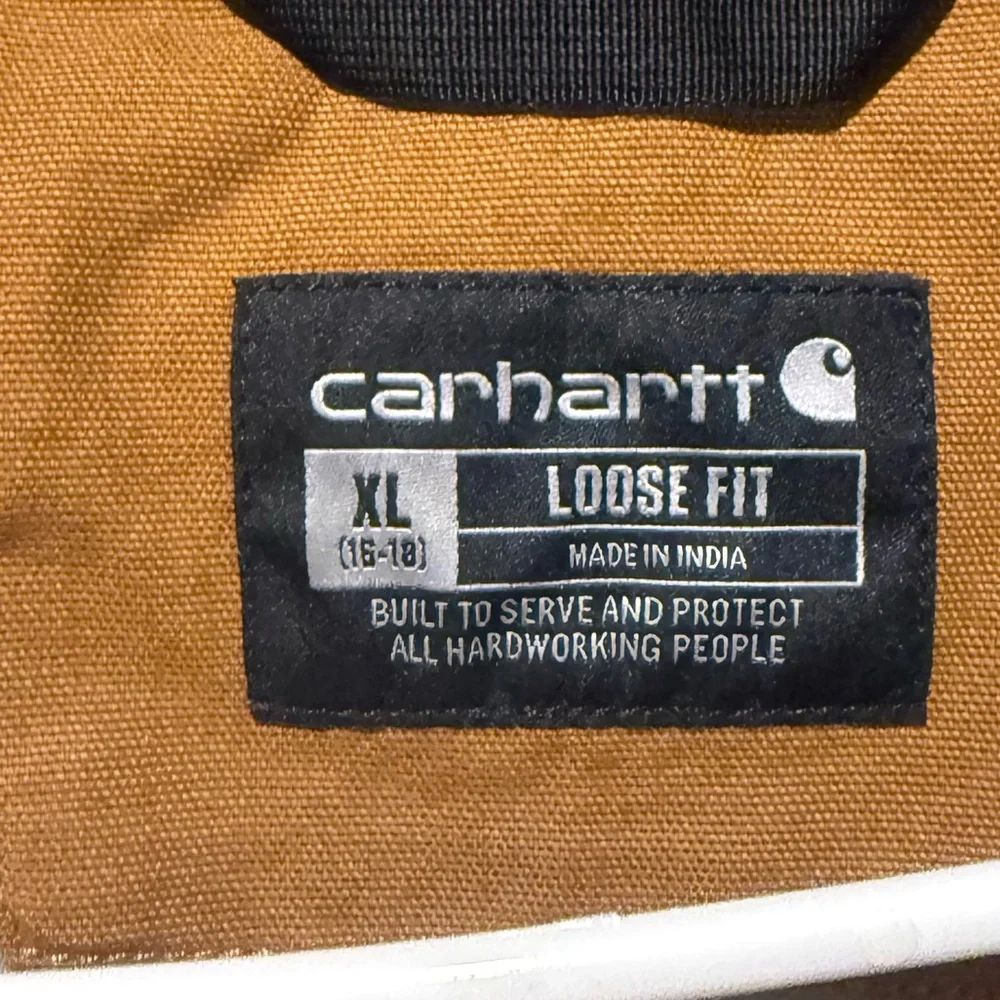 carhartt
XL
(16-18)
LOOSE FIT
MADE IN INDIA
BUILT TO SERVE AND PROTECT
ALL HARDWORKING PEOPLE